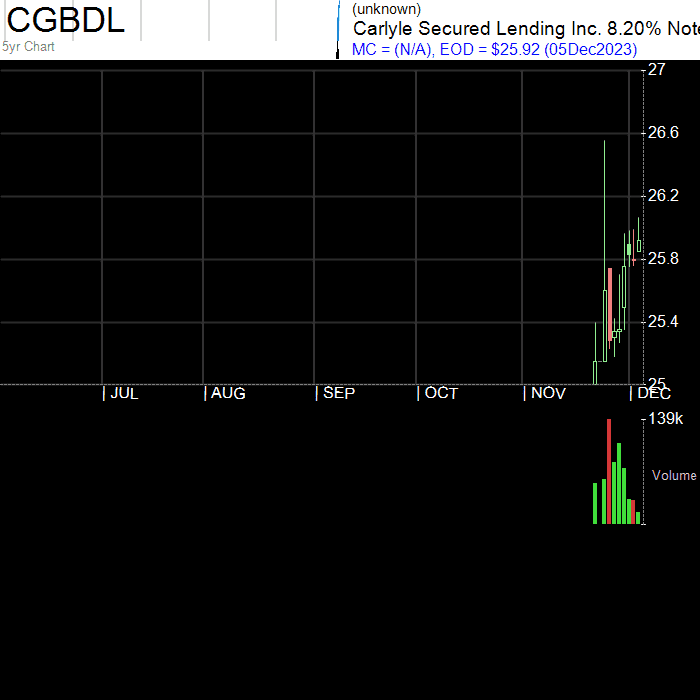 CGBDL
5yr Chart
(unknown)
Carlyle Secured Lending Inc. 8.20% Note
MC = (N/A), EOD = $25.92 (05Dec2023)
27
26.6
26.2
25.8
25.4
25
JUL AUG SEP OCT NOV DEC
139k
Volume